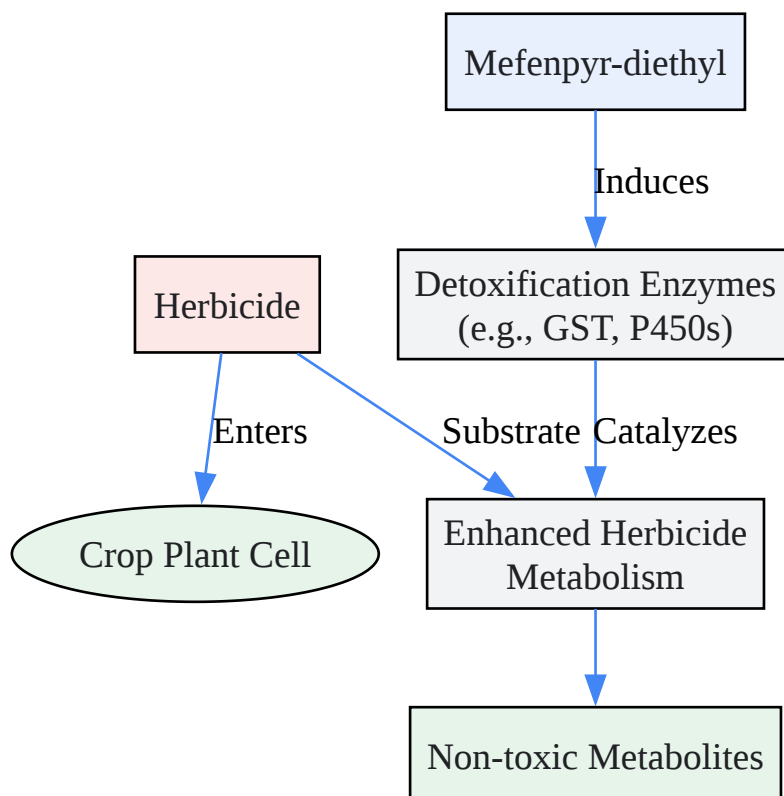 Mefenpyr-diethyl
Induces
Detoxification Enzymes
(e.g., GST, P450s)
Herbicide
Enters
Substrate
Catalyzes
Crop Plant Cell
Enhanced Herbicide
Metabolism
Non-toxic Metabolites